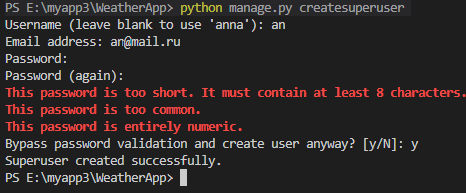 PS E:\myapp3\WeatherApp> python manage.py createsuperuser
Username (leave blank to use 'anna'): an
Email address: an@mail.ru
Password:
Password (again):
This password is too short. It must contain at least 8 characters.
This password is too common.
This password is entirely numeric.
Bypass password validation and create user anyway? [y/N]: y
Superuser created successfully.
PS E:\myapp3\WeatherApp>